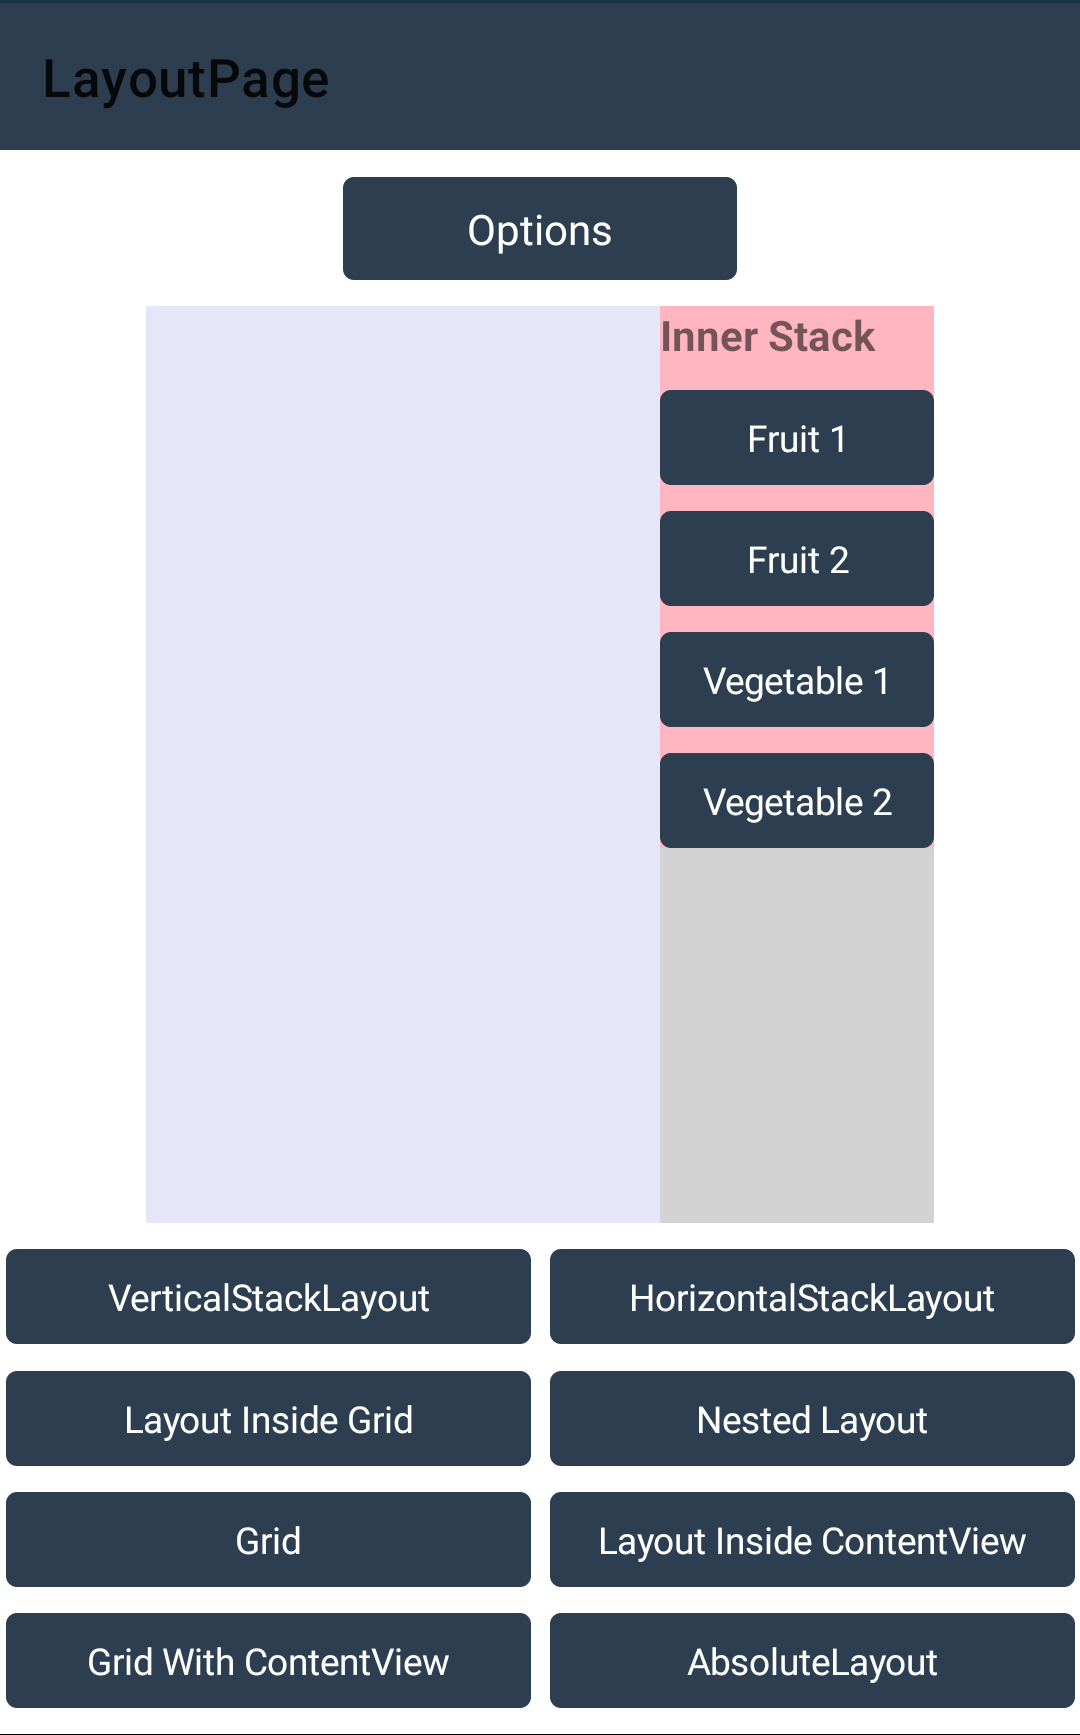 LayoutPage
Options
Inner Stack
Fruit 1
Fruit 2
Vegetable 1
Vegetable 2
VerticalStackLayout
HorizontalStackLayout
Layout Inside Grid
Nested Layout
Grid
Layout Inside ContentView
Grid With ContentView
AbsoluteLayout